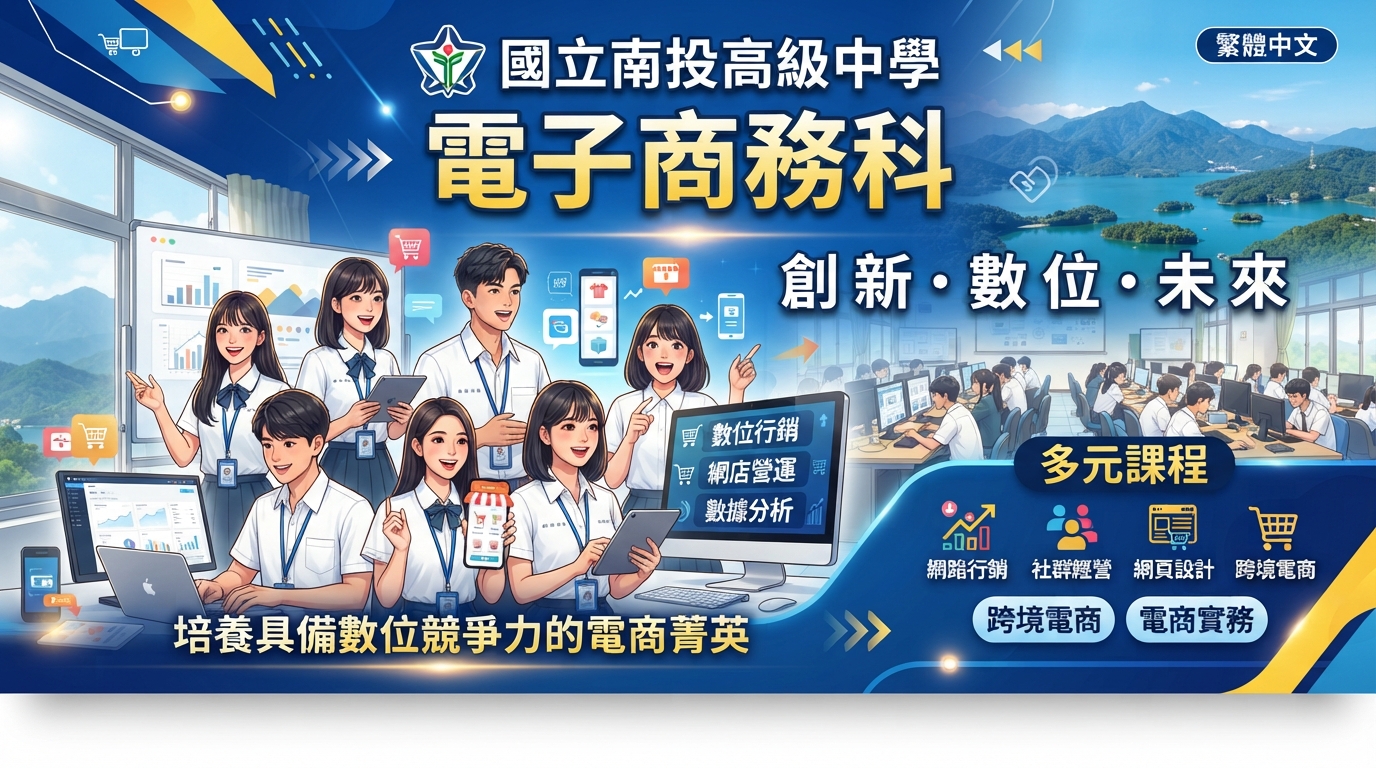 國立南投高級中學
繁體中文
電子商務科
創新·數位·未來
數位行銷
網店營運
數據分析
多元課程
網路行銷
社群經營
網頁設計
跨境電商
跨境電商
電商實務
培養具備數位競爭力的電商菁英